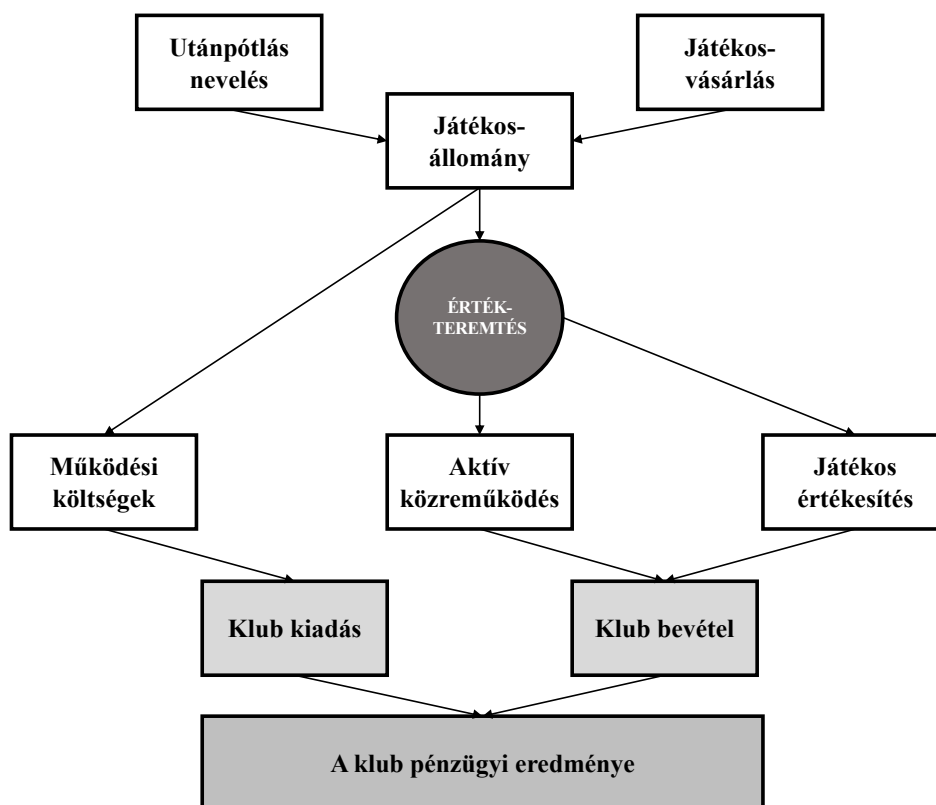 Utánpótlás
nevelés
Játékos-
vásárlás
Játékos-
állomány
ÉRTÉK-
TEREMTÉS
Működési
költségek
Aktív
közreműködés
Játékos
értékesítés
Klub kiadás
Klub bevétel
A klub pénzügyi eredménye